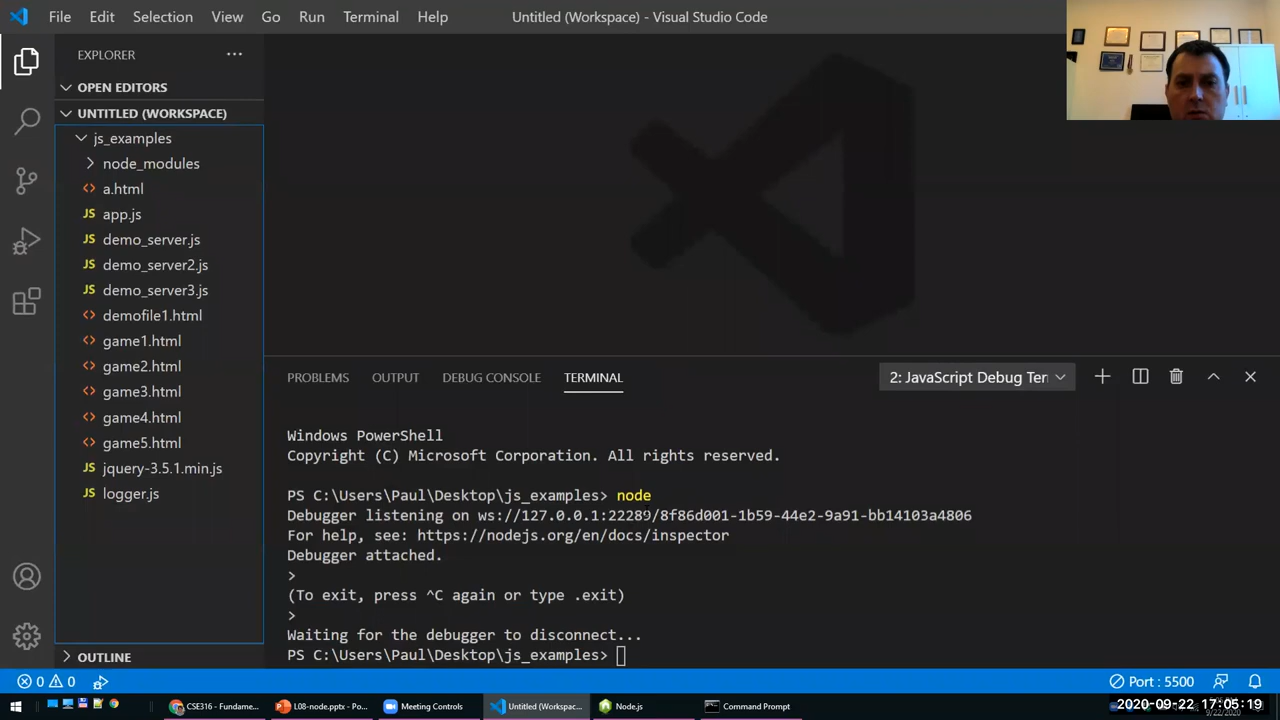 File Edit Selection View Go Run Terminal Help Untitled (Workspace) - Visual Studio Code
EXPLORER
OPEN EDITORS
UNTITLED (WORKSPACE)
js_examples
node_modules
a.html
JS app.js
JS demo_server.js
JS demo_server2.js
JS demo_server3.js
demofile1.html
game1.html
game2.html
game3.html
game4.html
game5.html
JS jquery-3.5.1.min.js
JS logger.js
OUTLINE
PROBLEMS OUTPUT DEBUG CONSOLE TERMINAL 2: JavaScript Debug Ter
Windows PowerShell
Copyright (C) Microsoft Corporation. All rights reserved.
PS C:\Users\Paul\Desktop\js_examples> node
Debugger listening on ws://127.0.0.1:22289/8f86d001-1b59-44e2-9a91-bb14103a4806
For help, see: https://nodejs.org/en/docs/inspector
Debugger attached.
>
(To exit, press ^C again or type .exit)
>
Waiting for the debugger to disconnect...
PS C:\Users\Paul\Desktop\js_examples>
0 0 Port : 5500
CSE316 - Fundame... L08-node.pptx - Po... Meeting Controls Untitled (Workspac... Node.js Command Prompt 2020-09-22 17:05:19